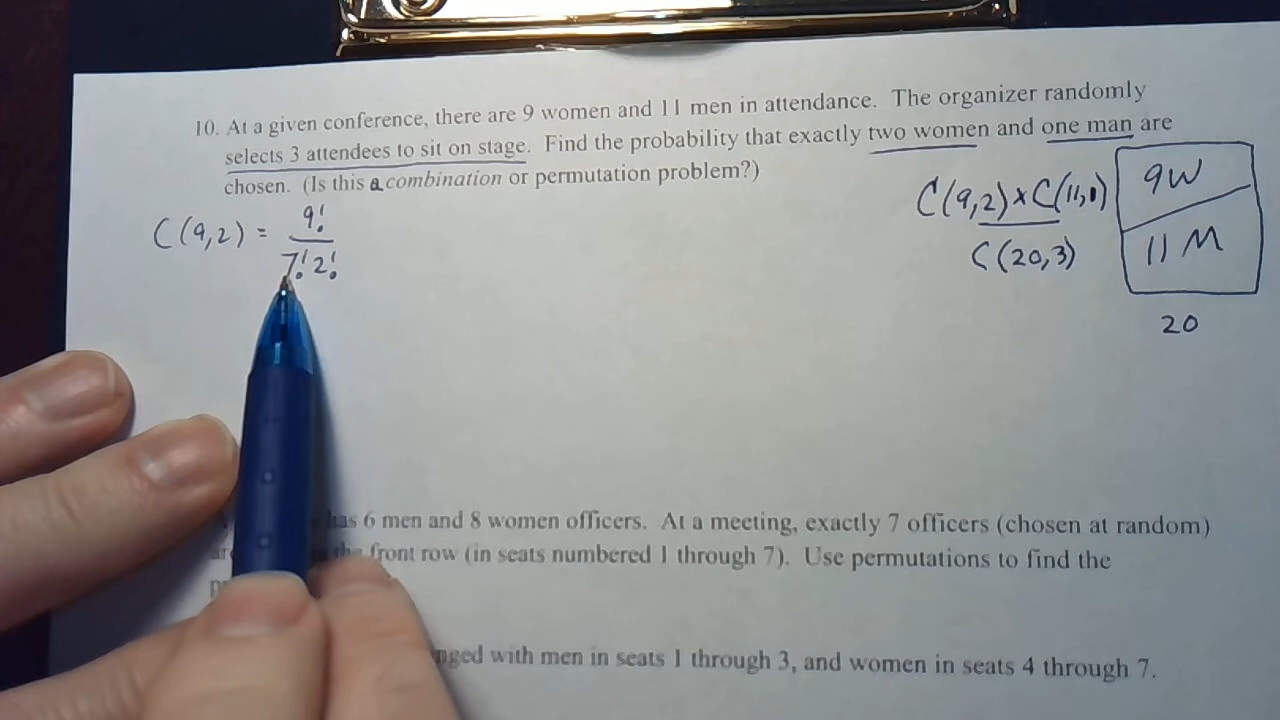 10. At a given conference, there are 9 women and 11 men in attendance. The organizer randomly
selects 3 attendees to sit on stage. Find the probability that exactly two women and one man are
chosen. (Is this a combination or permutation problem?)
C(9,2) = 9!
7!2!
C(9,2)×C(11,1)
C(20,3)
9W
11 M
20
has 6 men and 8 women officers. At a meeting, exactly 7 officers (chosen at random)
the front row (in seats numbered 1 through 7). Use permutations to find the
with men in seats 1 through 3, and women in seats 4 through 7.